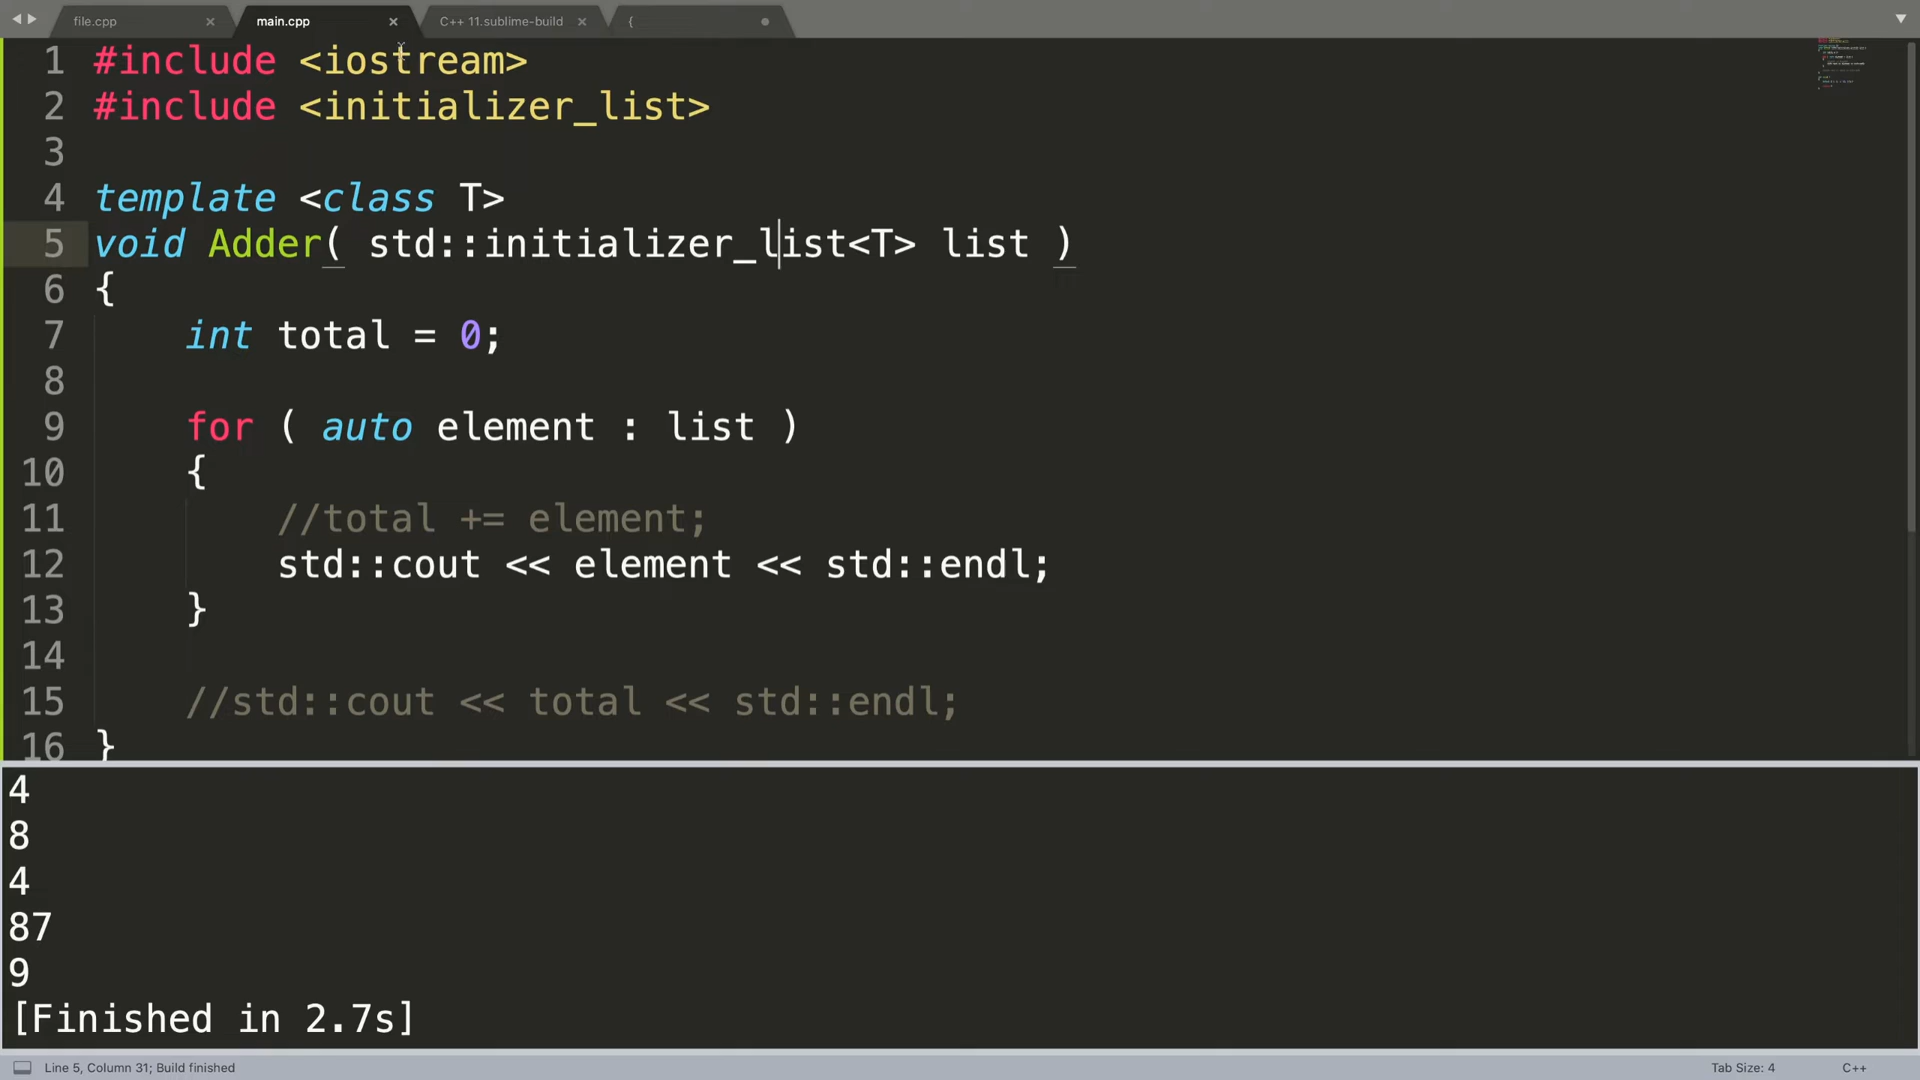 file.cpp main.cpp C++ 11.sublime-build {
1 #include <iostream>
2 #include <initializer_list>
3
4 template <class T>
5 void Adder( std::initializer_list<T> list )
6 {
7 int total = 0;
8
9 for ( auto element : list )
10 {
11 //total += element;
12 std::cout << element << std::endl;
13 }
14
15 //std::cout << total << std::endl;
16 }
4
8
4
87
9
[Finished in 2.7s]
Line 5, Column 31; Build finished Tab Size: 4 C++